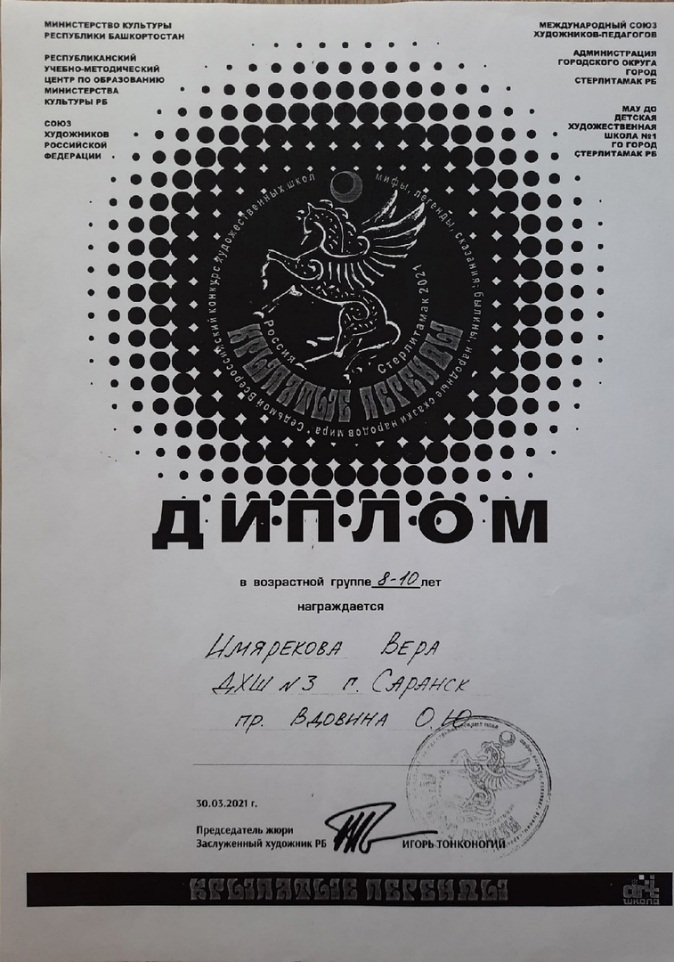 МИНИСТЕРСТВО КУЛЬТУРЫ
РЕСПУБЛИКИ БАШКОРТОСТАН
РЕСПУБЛИКАНСКИЙ
УЧЕБНО-МЕТОДИЧЕСКИЙ
ЦЕНТР ПО ОБРАЗОВАНИЮ
МИНИСТЕРСТВА
КУЛЬТУРЫ РБ
СОЮЗ
ХУДОЖНИКОВ
РОССИЙСКОЙ
ФЕДЕРАЦИИ
МЕЖДУНАРОДНЫЙ СОЮЗ
ХУДОЖНИКОВ-ПЕДАГОГОВ
АДМИНИСТРАЦИЯ
ГОРОДСКОГО ОКРУГА
ГОРОД
СТЕРЛИТАМАК РБ
МАУ ДО
ДЕТСКАЯ
ХУДОЖЕСТВЕННАЯ
ШКОЛА №1
ГО ГОРОД
СТЕРЛИТАМАК РБ
Седьмой Всероссийский конкурс художественных школ
мифы, легенды, сказания, былины, народные сказки народов мира
Россия
Стерлитамак 2021
КРЫЛАТЫЕ ЛЕГЕНДЫ
ДИПЛОМ
в возрастной группе 8-10 лет
награждается
Имярекова Вера
ДХШ №3 г. Саранск
пр. Вдовина О.Ю
30.03.2021 г.
Председатель жюри
Заслуженный художник РБ ИГОРЬ ТОНКОНОГИЙ
КРЫЛАТЫЕ ЛЕГЕНДЫ
art
школа